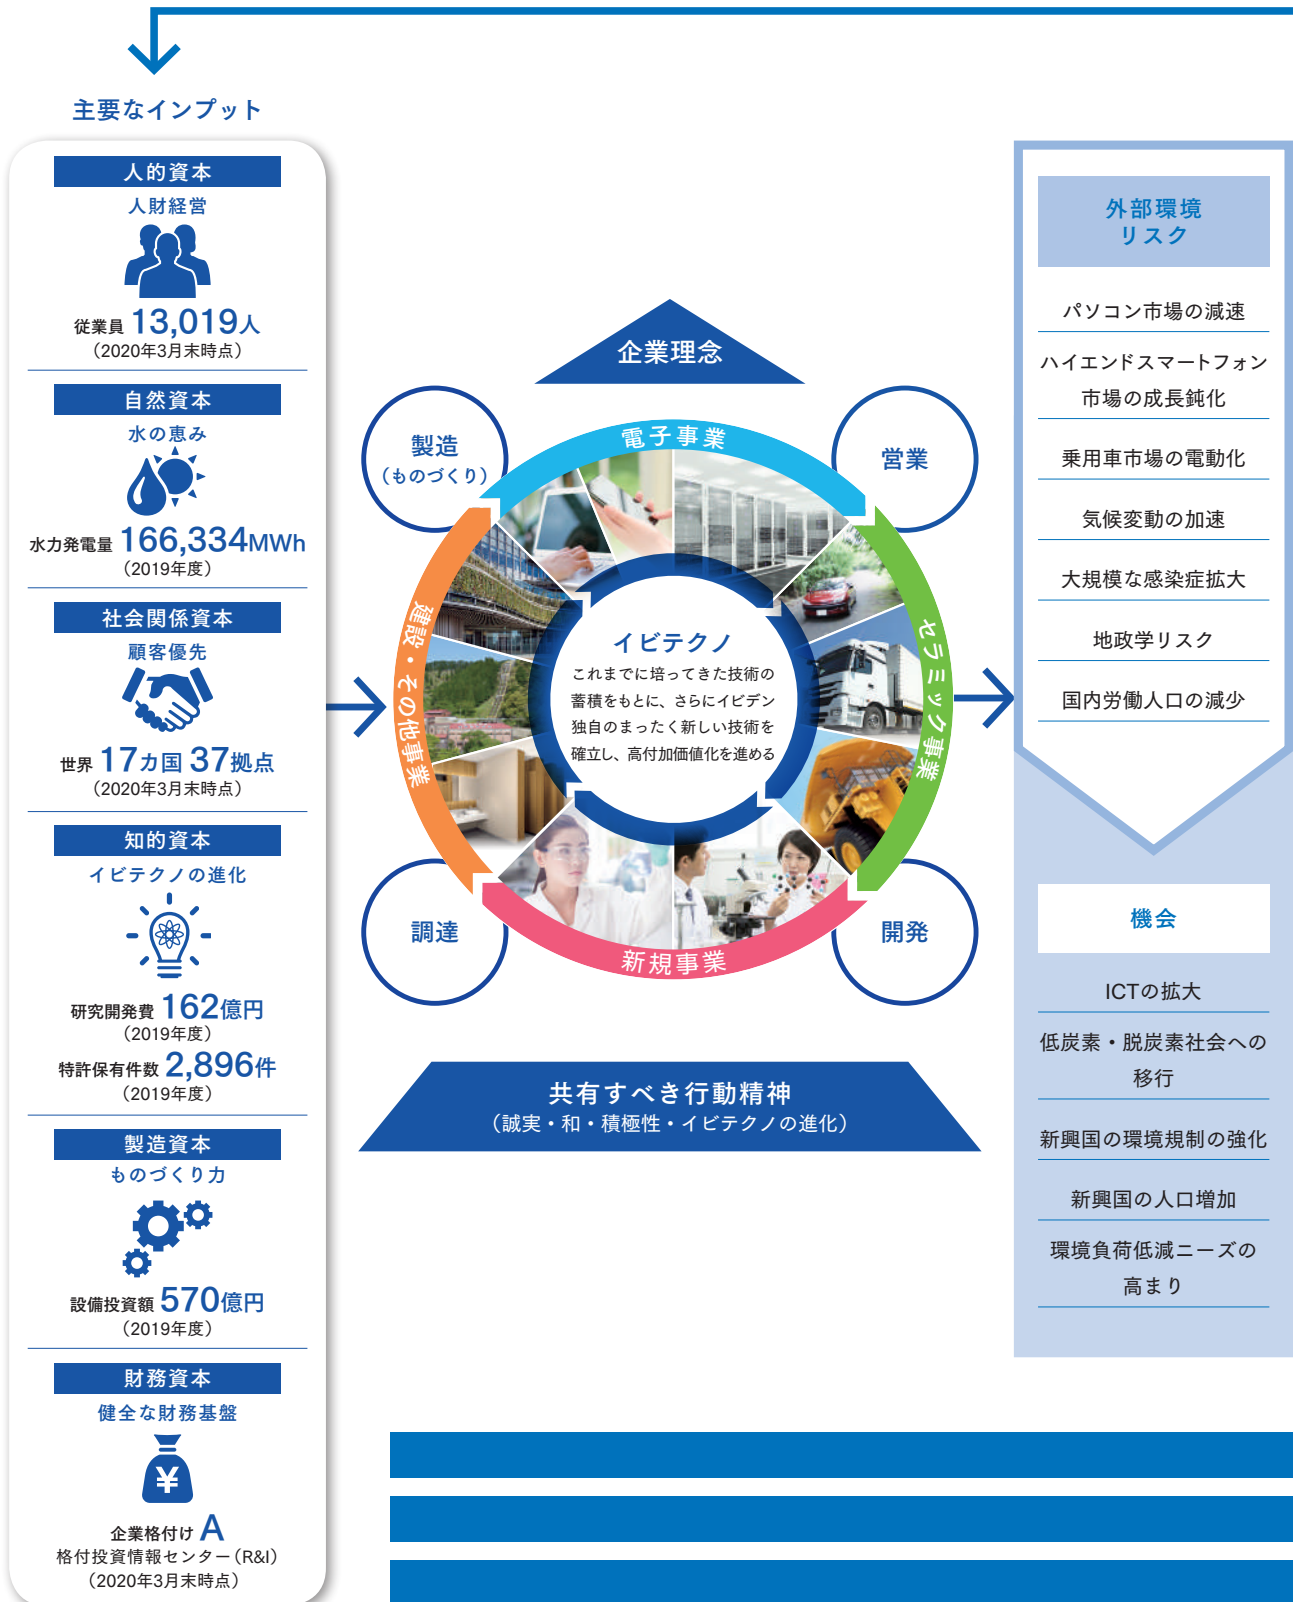 主要なインプット
人的資本
人財経営
従業員 13,019人
（2020年3月末時点）
自然資本
水の恵み
水力発電量 166,334MWh
（2019年度）
社会関係資本
顧客優先
世界 17カ国 37拠点
（2020年3月末時点）
知的資本
イビテクノの進化
研究開発費 162億円
（2019年度）
特許保有件数 2,896件
（2019年度）
製造資本
ものづくり力
設備投資額 570億円
（2019年度）
財務資本
健全な財務基盤
¥
企業格付け A
格付投資情報センター（R&I）
（2020年3月末時点）
企業理念
製造
（ものづくり）
営業
電子事業
建設・その他事業
セラミック事業
イビテクノ
これまでに培ってきた技術の
蓄積をもとに、さらにイビデン
独自のまったく新しい技術を
確立し、高付加価値化を進める
調達
開発
新規事業
共有すべき行動精神
（誠実・和・積極性・イビテクノの進化）
外部環境
リスク
パソコン市場の減速
ハイエンドスマートフォン
市場の成長鈍化
乗用車市場の電動化
気候変動の加速
大規模な感染症拡大
地政学リスク
国内労働人口の減少
機会
ICTの拡大
低炭素・脱炭素社会への
移行
新興国の環境規制の強化
新興国の人口増加
環境負荷低減ニーズの
高まり